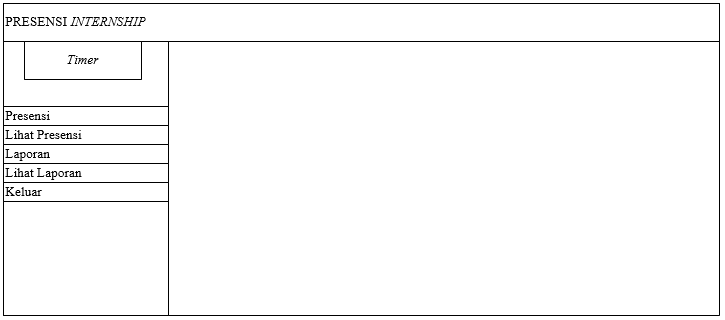 PRESENSI INTERNSHIP
Timer
Presensi
Lihat Presensi
Laporan
Lihat Laporan
Keluar